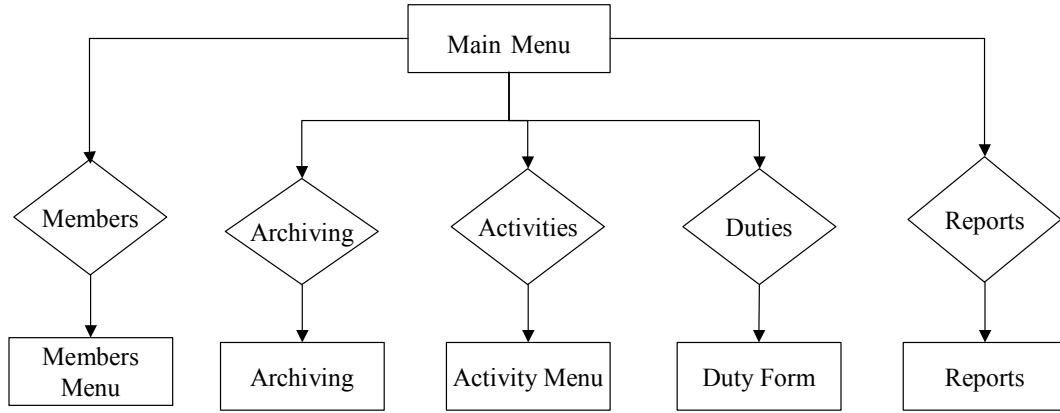 Main Menu
Members
Archiving
Activities
Duties
Reports
Members
Menu
Archiving
Activity Menu
Duty Form
Reports